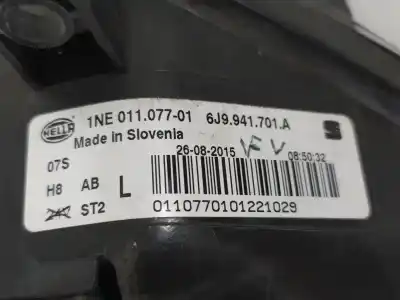 HELLA 1NE 011.077-01 6J9.941.701.A S
Made in Slovenia
26-08-2015 FV 08:50:32
07S
H8 AB L
ST2 0110770101221029